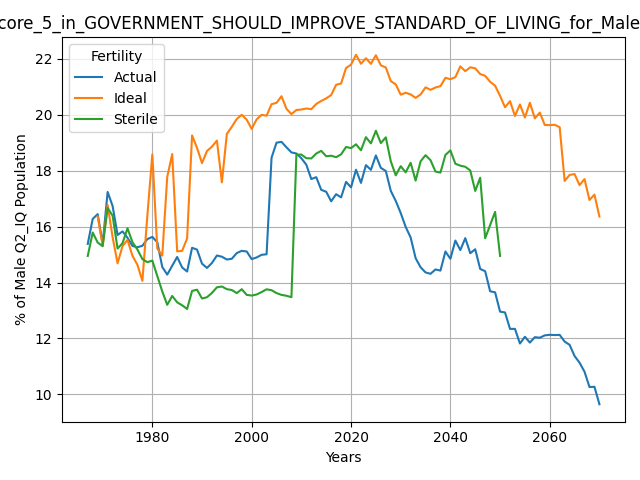 core_5_in_GOVERNMENT_SHOULD_IMPROVE_STANDARD_OF_LIVING_for_Male
Fertility
Actual
Ideal
Sterile
% of Male Q2_IQ Population
22
20
18
16
14
12
10
1980
2000
2020
2040
2060
Years